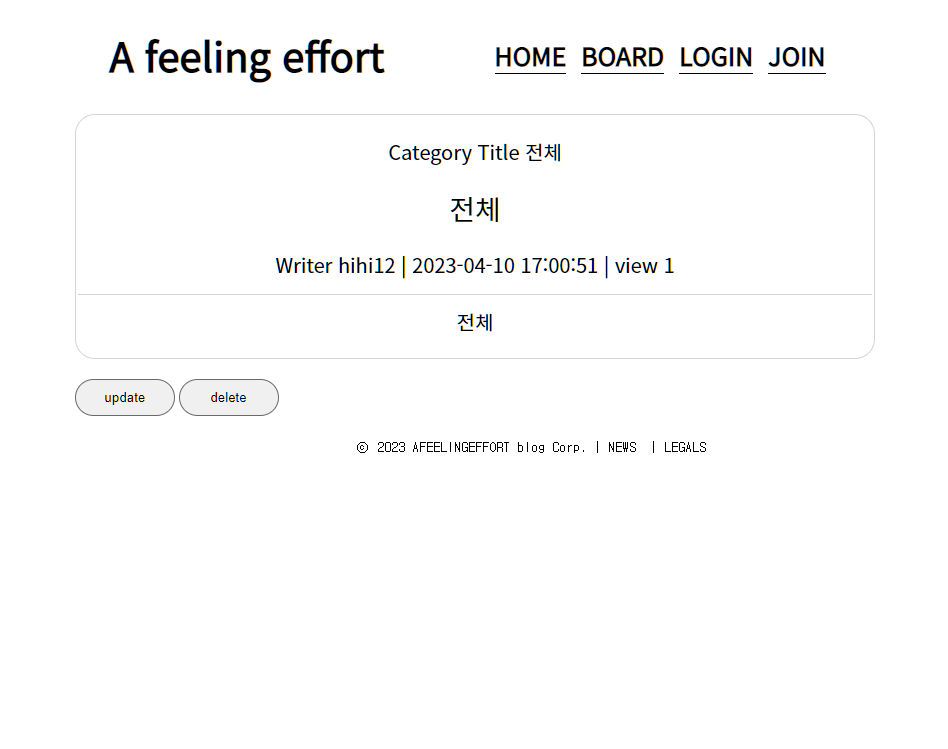 A feeling effort
HOME BOARD LOGIN JOIN
Category Title 전체
전체
Writer hihi12 | 2023-04-10 17:00:51 | view 1
전체
update delete
© 2023 AFEELINGEFFORT blog Corp. | NEWS | LEGALS